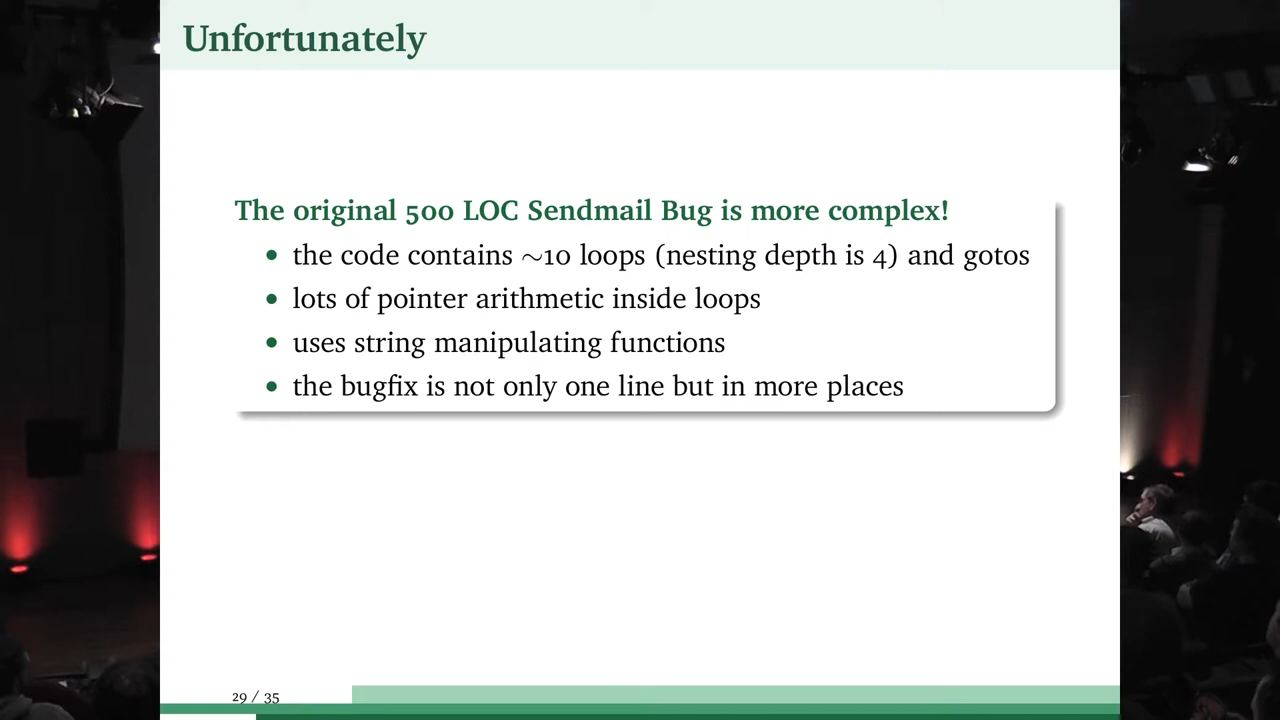 Unfortunately
The original 500 LOC Sendmail Bug is more complex!
• the code contains ~10 loops (nesting depth is 4) and gotos
• lots of pointer arithmetic inside loops
• uses string manipulating functions
• the bugfix is not only one line but in more places
29 / 35